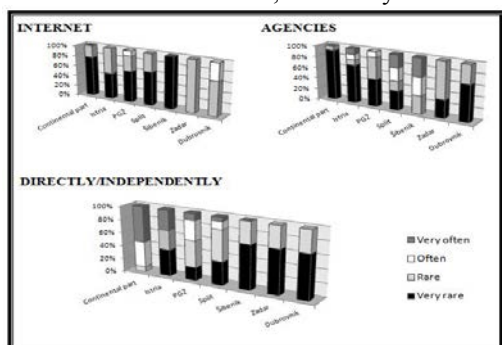 INTERNET
100%
80%
60%
40%
20%
0%
Continental part
Istria
PGŽ
Split
Šibenik
Zadar
Dubrovnik
AGENCIES
100%
80%
60%
40%
20%
0%
Continental part
Istria
PGŽ
Split
Šibenik
Zadar
Dubrovnik
DIRECTLY/INDEPENDENTLY
100%
80%
60%
40%
20%
0%
Continental part
Istria
PGŽ
Split
Šibenik
Zadar
Dubrovnik
Very often
Often
Rare
Very rare